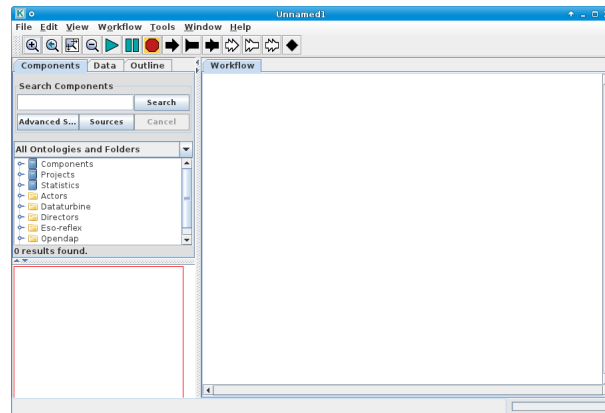 Unnamed1
File Edit View Workflow Tools Window Help
Components Data Outline
Workflow
Search Components
Search
Advanced S... Sources Cancel
All Ontologies and Folders
Components
Projects
Statistics
Actors
Dataturbine
Directors
Eso-reflex
Opendap
0 results found.